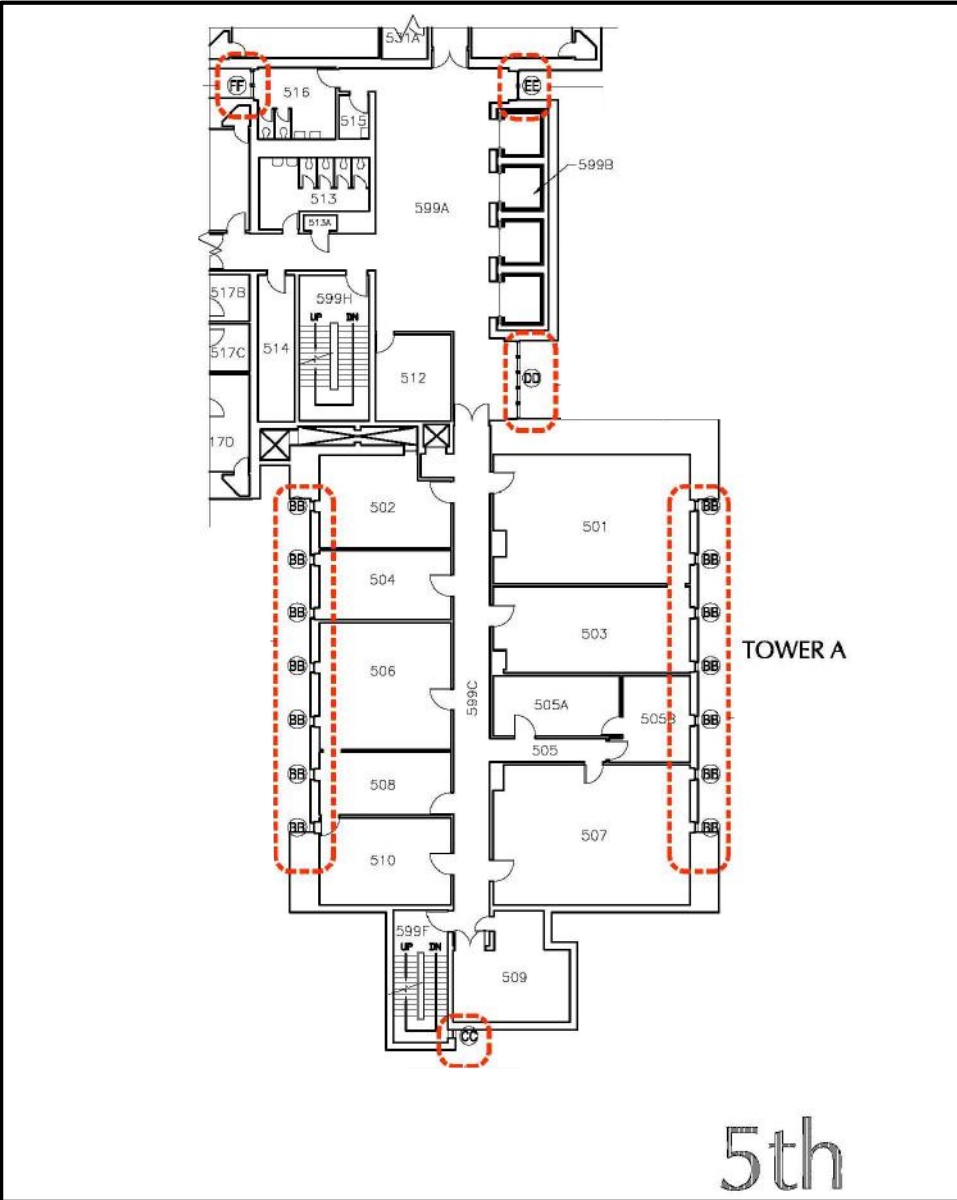 531A
FF
EE
516
515
599B
513
599A
513A
517B
599H
UP DN
514
517C
512
DD
17D
BB BB
502
501
BB BB
504
BB BB
503
TOWER A
506
BB BB
599C
505A
505B
BB BB
505
BB BB
508
BB BB
507
510
599F
UP DN
509
CC
5th